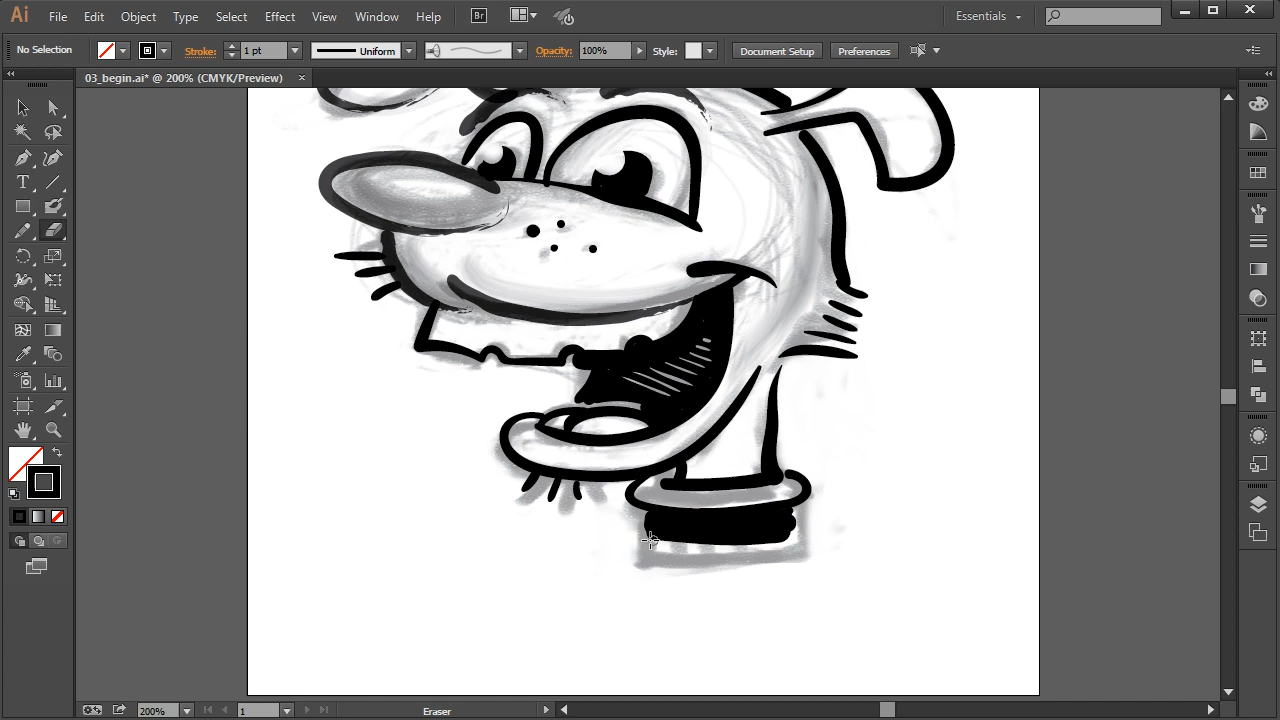 Ai File Edit Object Type Select Effect View Window Help Br Essentials
No Selection Stroke: 1 pt Uniform Opacity: 100% Style: Document Setup Preferences
03_begin.ai* @ 200% (CMYK/Preview) ×
T
200% 1 Eraser